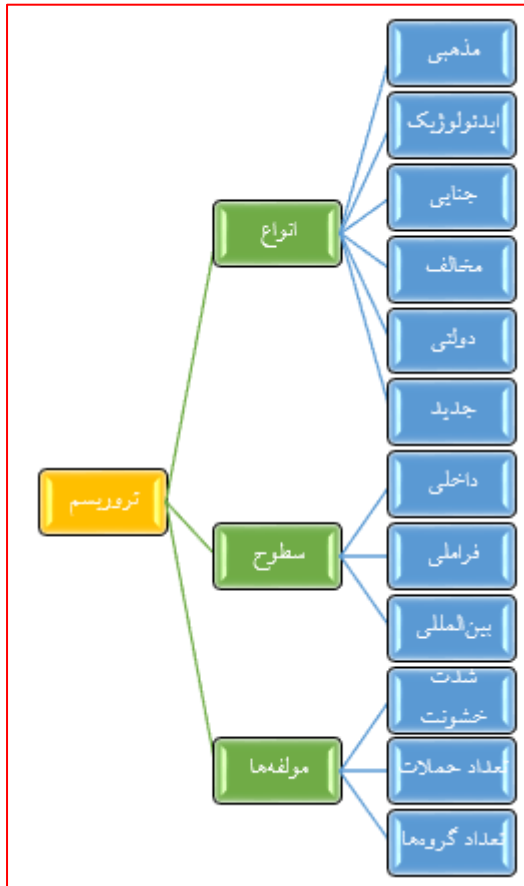 تروریسم
انواع
مذهبی
ایدئولوژیک
جنایی
مخالف
دولتی
جدید
سطوح
داخلی
فراملی
بین‌المللی
مولفه‌ها
شدت
خشونت
تعداد حملات
تعداد گروه‌ها